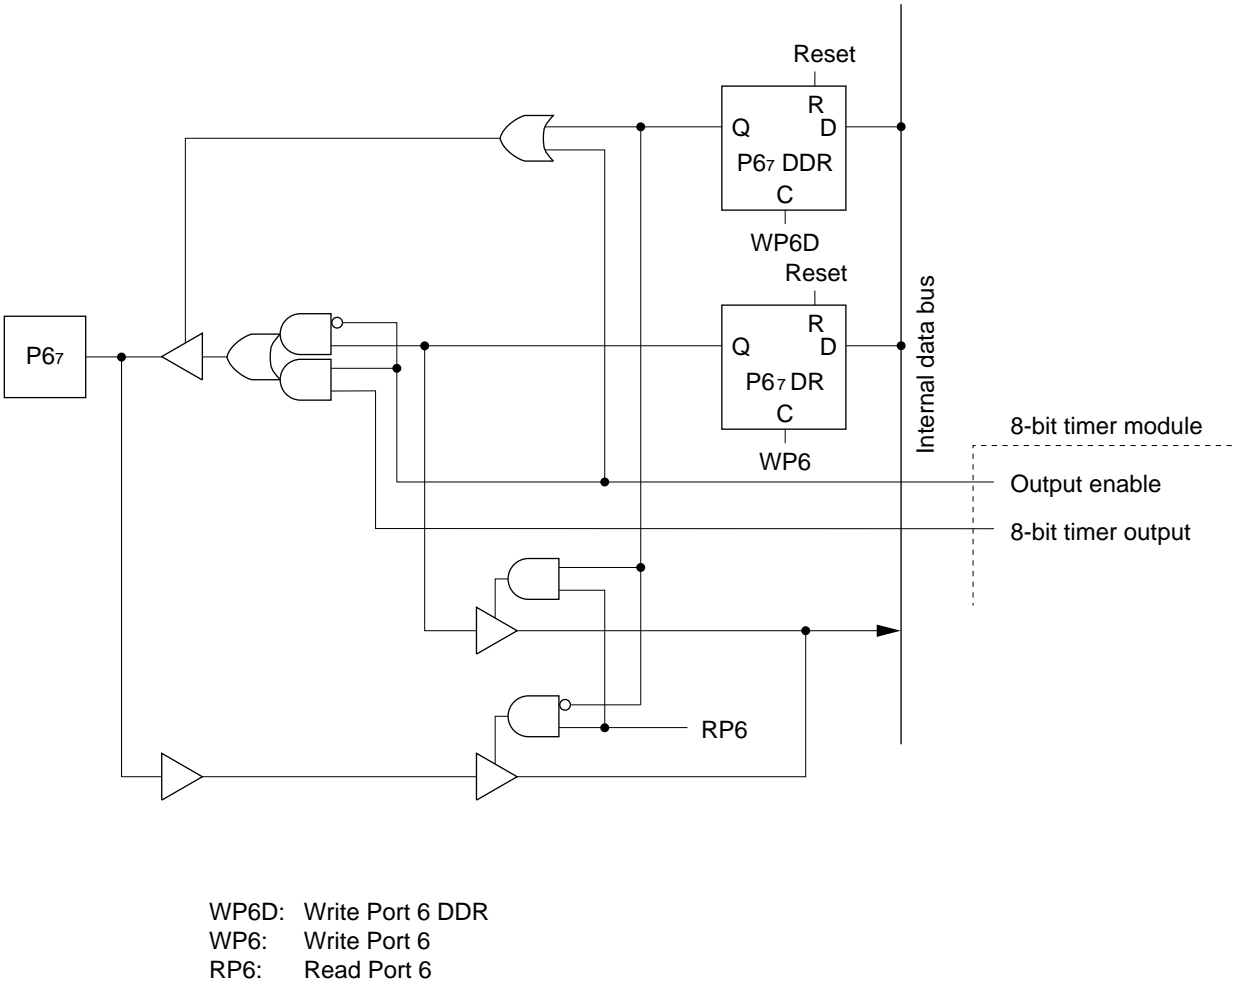 Reset
R
Q D
P6₇ DDR
C
WP6D
Reset
R
Q D
P6₇ DR
C
WP6
P6₇
Internal data bus
8-bit timer module
Output enable
8-bit timer output
RP6
WP6D: Write Port 6 DDR
WP6: Write Port 6
RP6: Read Port 6